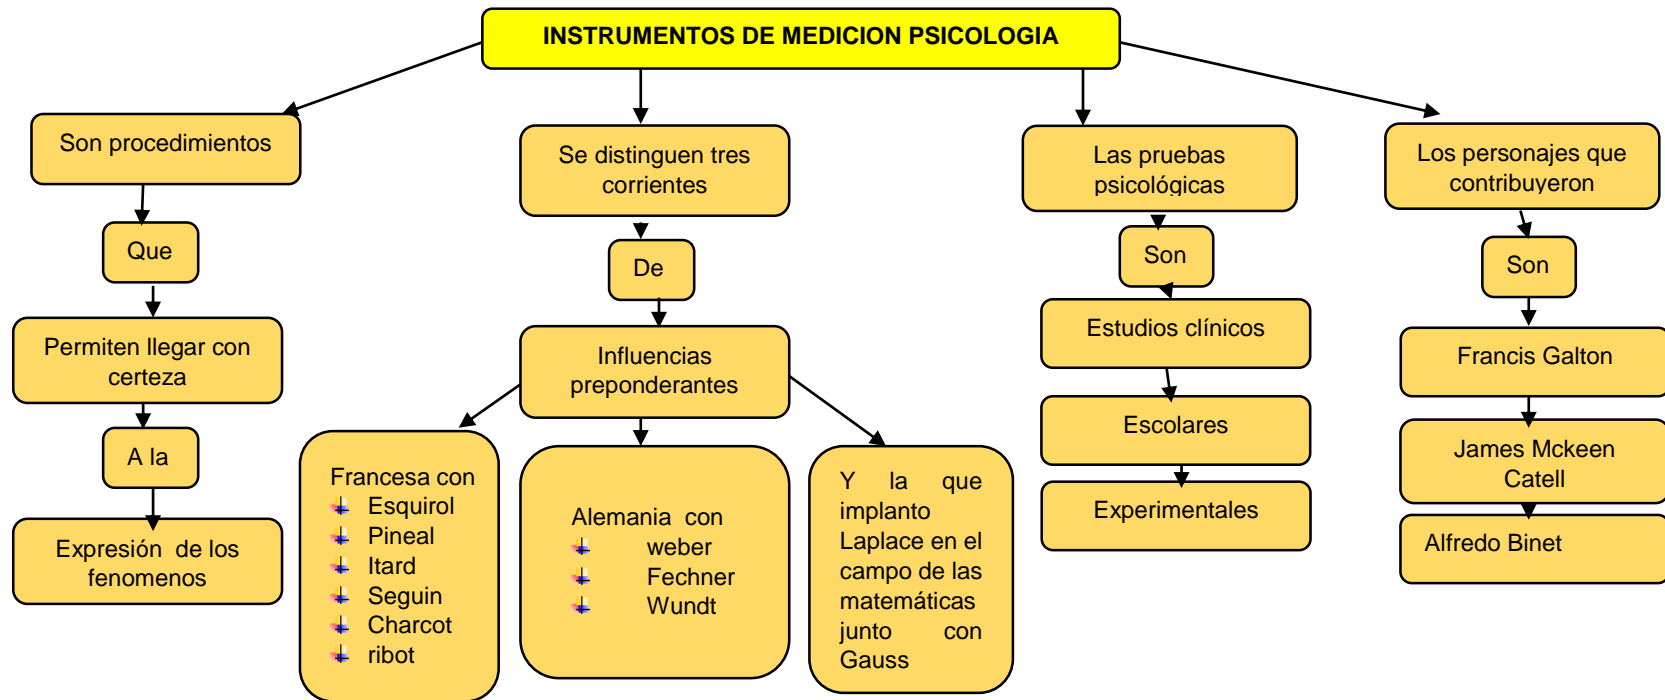 INSTRUMENTOS DE MEDICION PSICOLOGIA
Son procedimientos
Que
Permiten llegar con
certeza
A la
Expresión de los
fenomenos
Se distinguen tres
corrientes
De
Influencias
preponderantes
Francesa con
Esquirol
Pineal
Itard
Seguin
Charcot
ribot
Alemania con
weber
Fechner
Wundt
Y la que
implanto
Laplace en el
campo de las
matemáticas
junto con
Gauss
Las pruebas
psicológicas
Son
Estudios clínicos
Escolares
Experimentales
Los personajes que
contribuyeron
Son
Francis Galton
James Mckeen
Catell
Alfredo Binet